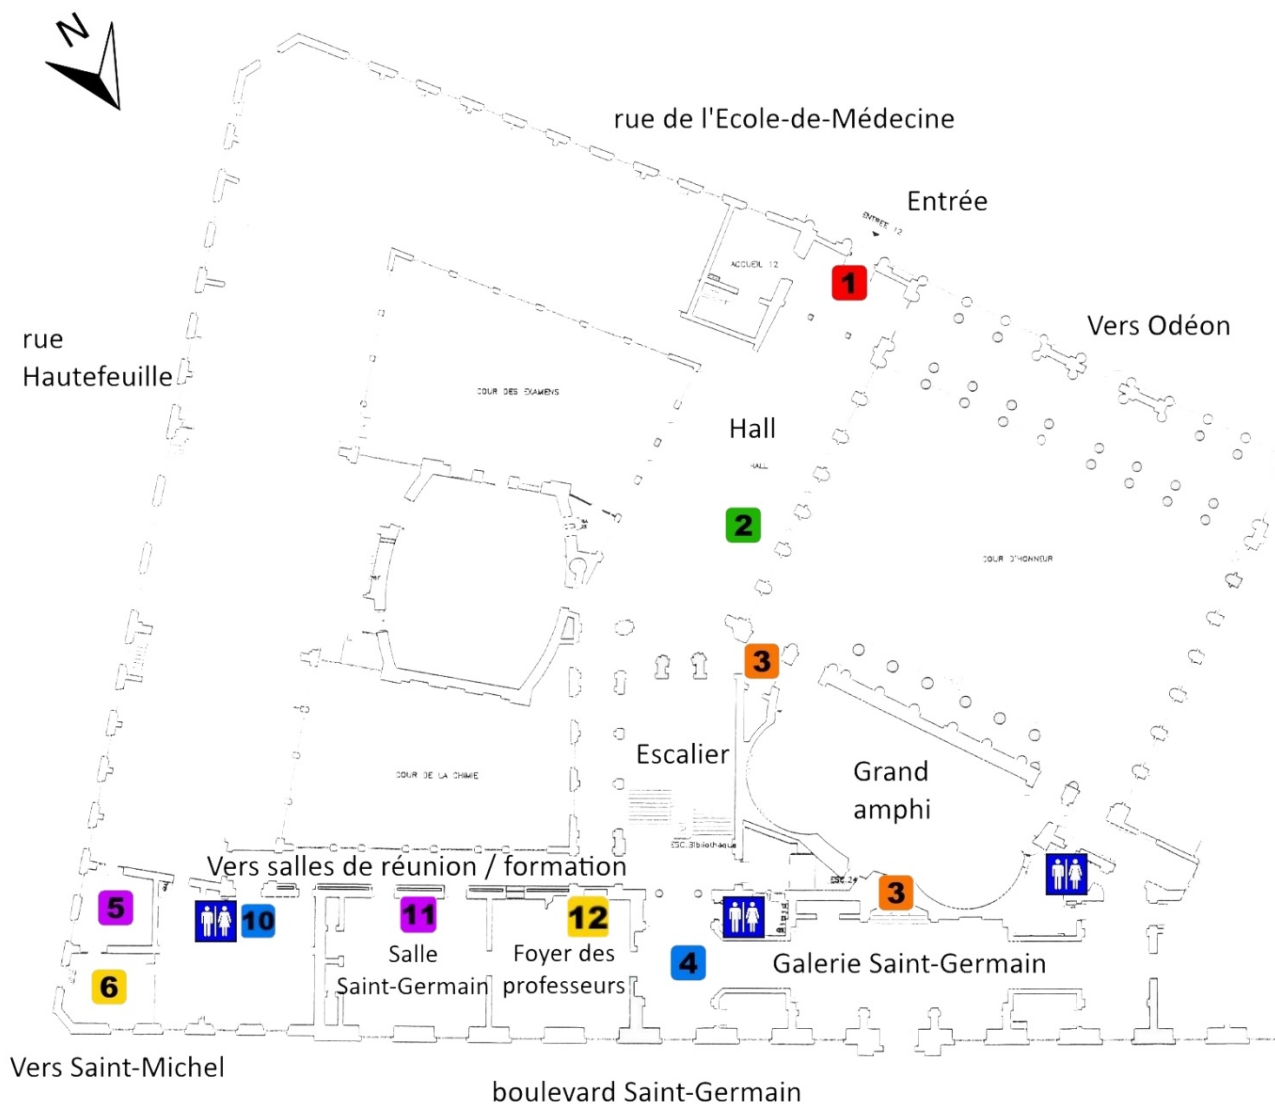 N
rue de l'Ecole-de-Médecine
Entrée
ENTREE 12
ACCUEIL 12
1
Vers Odéon
rue
Hautefeuille
COUR DES EXAMENS
Hall
HALL
2
COUR D'HONNEUR
3
Escalier
Grand
amphi
COUR DE LA CHIMIE
ESC.Bibliothèque
Vers salles de réunion / formation
ESC.24
5
10
11
12
3
Salle
Saint-Germain
Foyer des
professeurs
4
Galerie Saint-Germain
6
Vers Saint-Michel
boulevard Saint-Germain